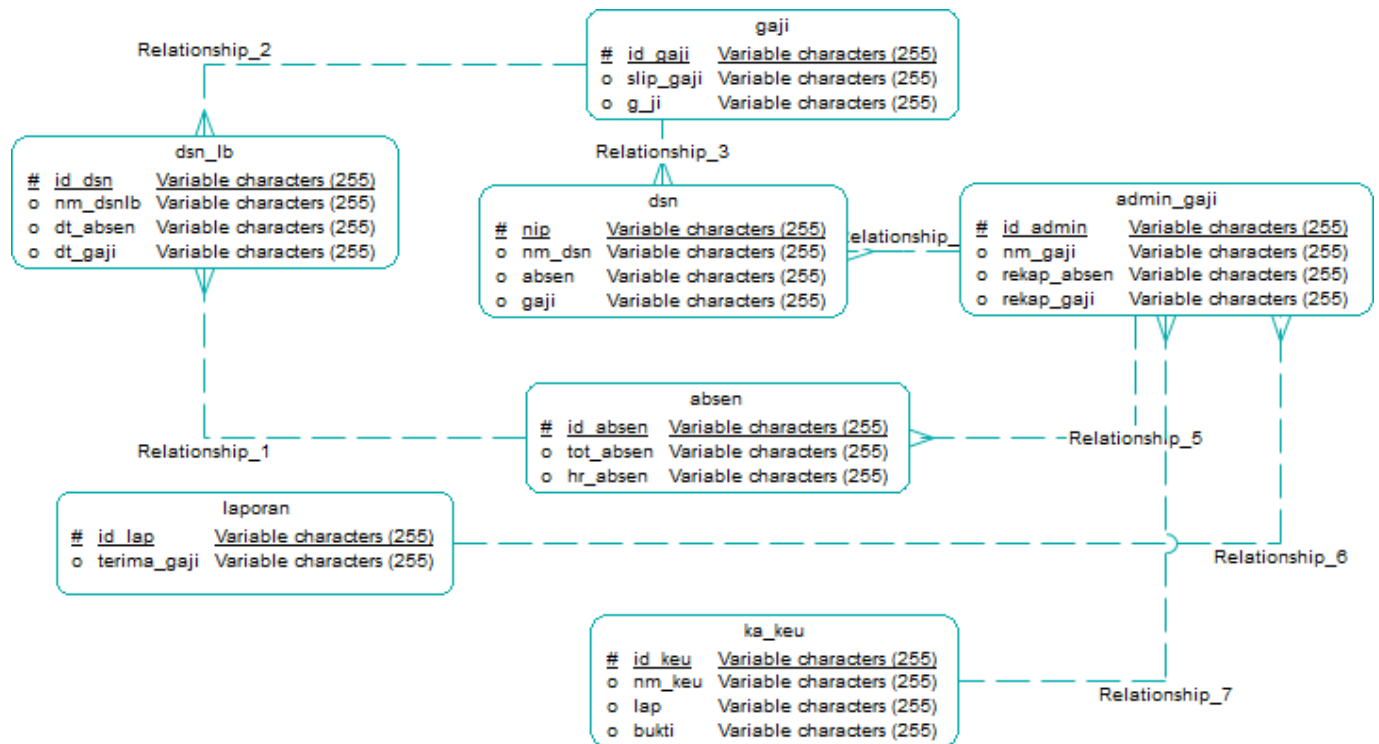 gaji
# id_gaji Variable characters (255)
o slip_gaji Variable characters (255)
o g_ji Variable characters (255)
Relationship_2
Relationship_3
dsn_lb
# id_dsn Variable characters (255)
o nm_dsnlb Variable characters (255)
o dt_absen Variable characters (255)
o dt_gaji Variable characters (255)
dsn
# nip Variable characters (255)
o nm_dsn Variable characters (255)
o absen Variable characters (255)
o gaji Variable characters (255)
elationship_
admin_gaji
# id_admin Variable characters (255)
o nm_gaji Variable characters (255)
o rekap_absen Variable characters (255)
o rekap_gaji Variable characters (255)
absen
# id_absen Variable characters (255)
o tot_absen Variable characters (255)
o hr_absen Variable characters (255)
Relationship_5
Relationship_1
laporan
# id_lap Variable characters (255)
o terima_gaji Variable characters (255)
Relationship_6
ka_keu
# id_keu Variable characters (255)
o nm_keu Variable characters (255)
o lap Variable characters (255)
o bukti Variable characters (255)
Relationship_7